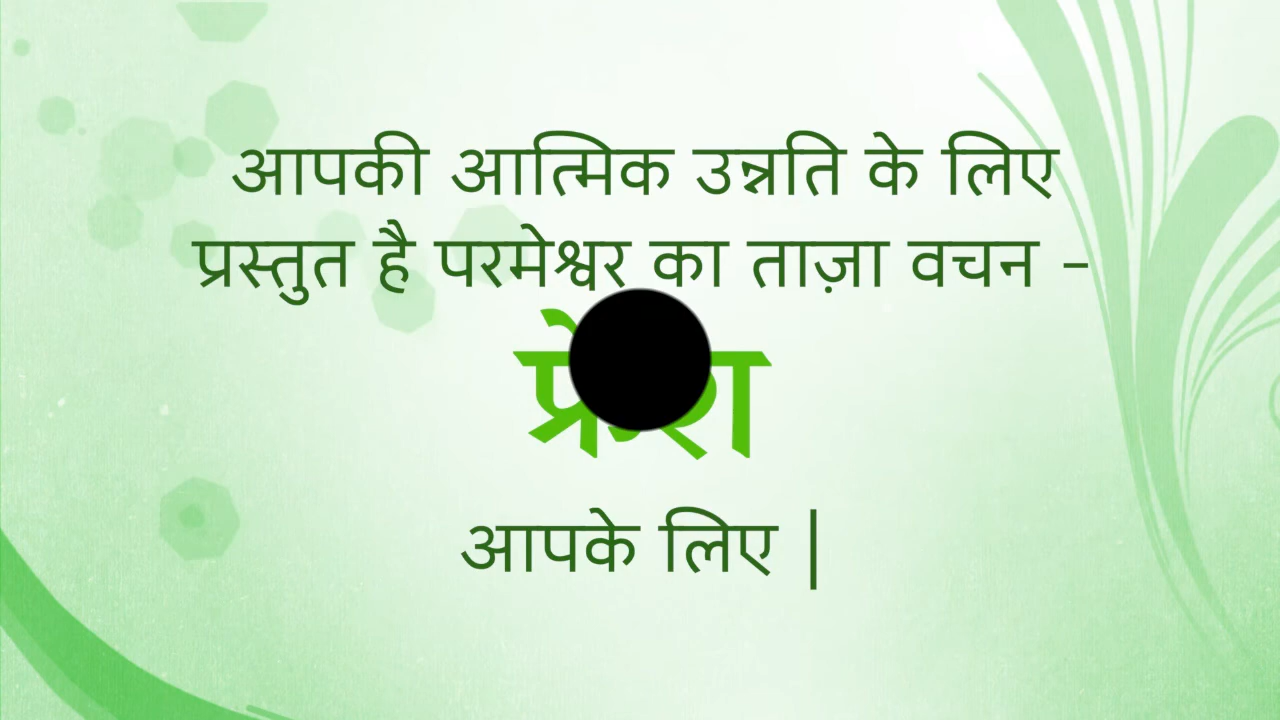 आपकी आत्मिक उन्नति के लिए
प्रस्तुत है परमेश्वर का ताज़ा वचन –
आपके लिए |